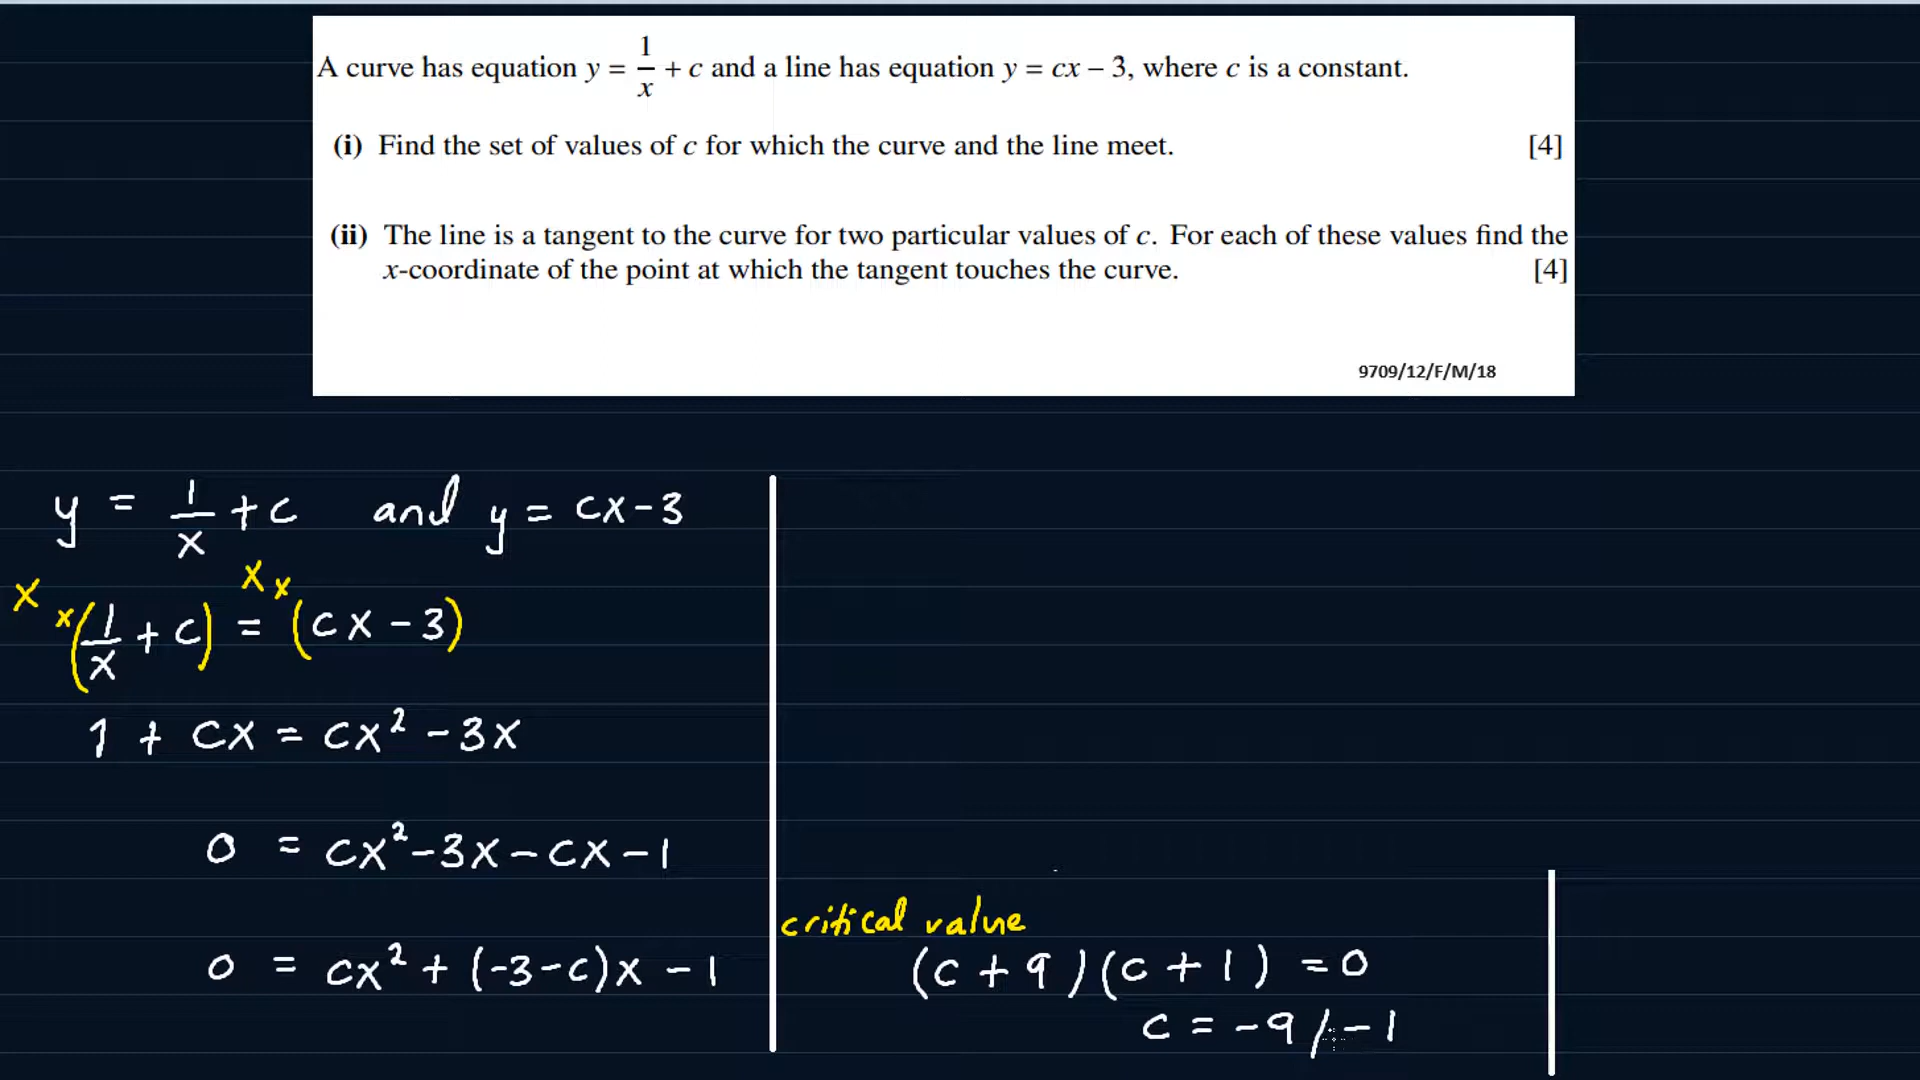 A curve has equation y = 1/x + c and a line has equation y = cx – 3, where c is a constant.
(i) Find the set of values of c for which the curve and the line meet. [4]
(ii) The line is a tangent to the curve for two particular values of c. For each of these values find the
x-coordinate of the point at which the tangent touches the curve. [4]
9709/12/F/M/18
y = 1/x + c and y = cx - 3
x x(1/x + c) = x x(cx - 3)
1 + cx = cx² - 3x
0 = cx² - 3x - cx - 1
0 = cx² + (-3-c)x - 1
critical value
(c + 9)(c + 1) = 0
c = -9 / -1